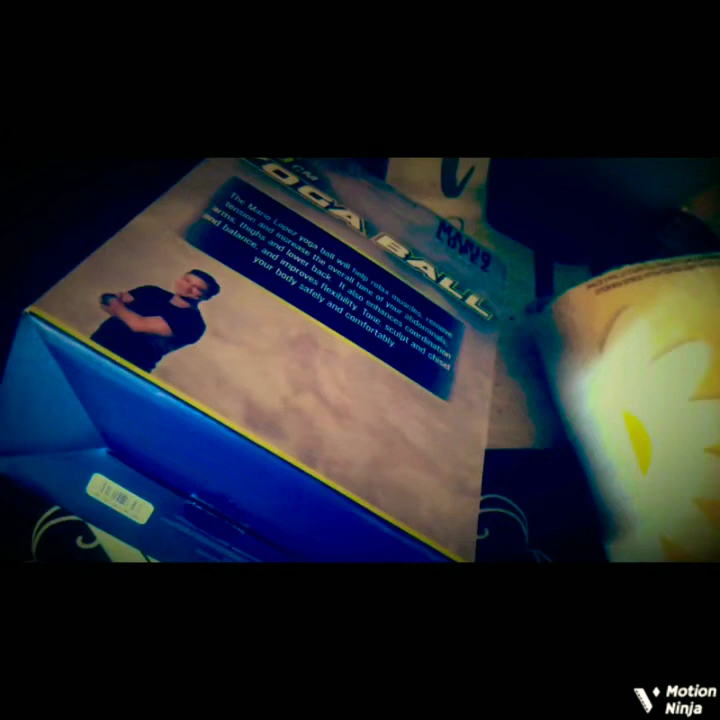 CM
YOGA BALL
The Mario Lopez yoga ball will help relax muscles, remove
tension and increase the overall tone of your abdominals,
arms, thighs and lower back. It also enhances coordination
and balance, and improves flexibility. Tone, sculpt and chisel
your body safely and comfortably.
Motion
Ninja